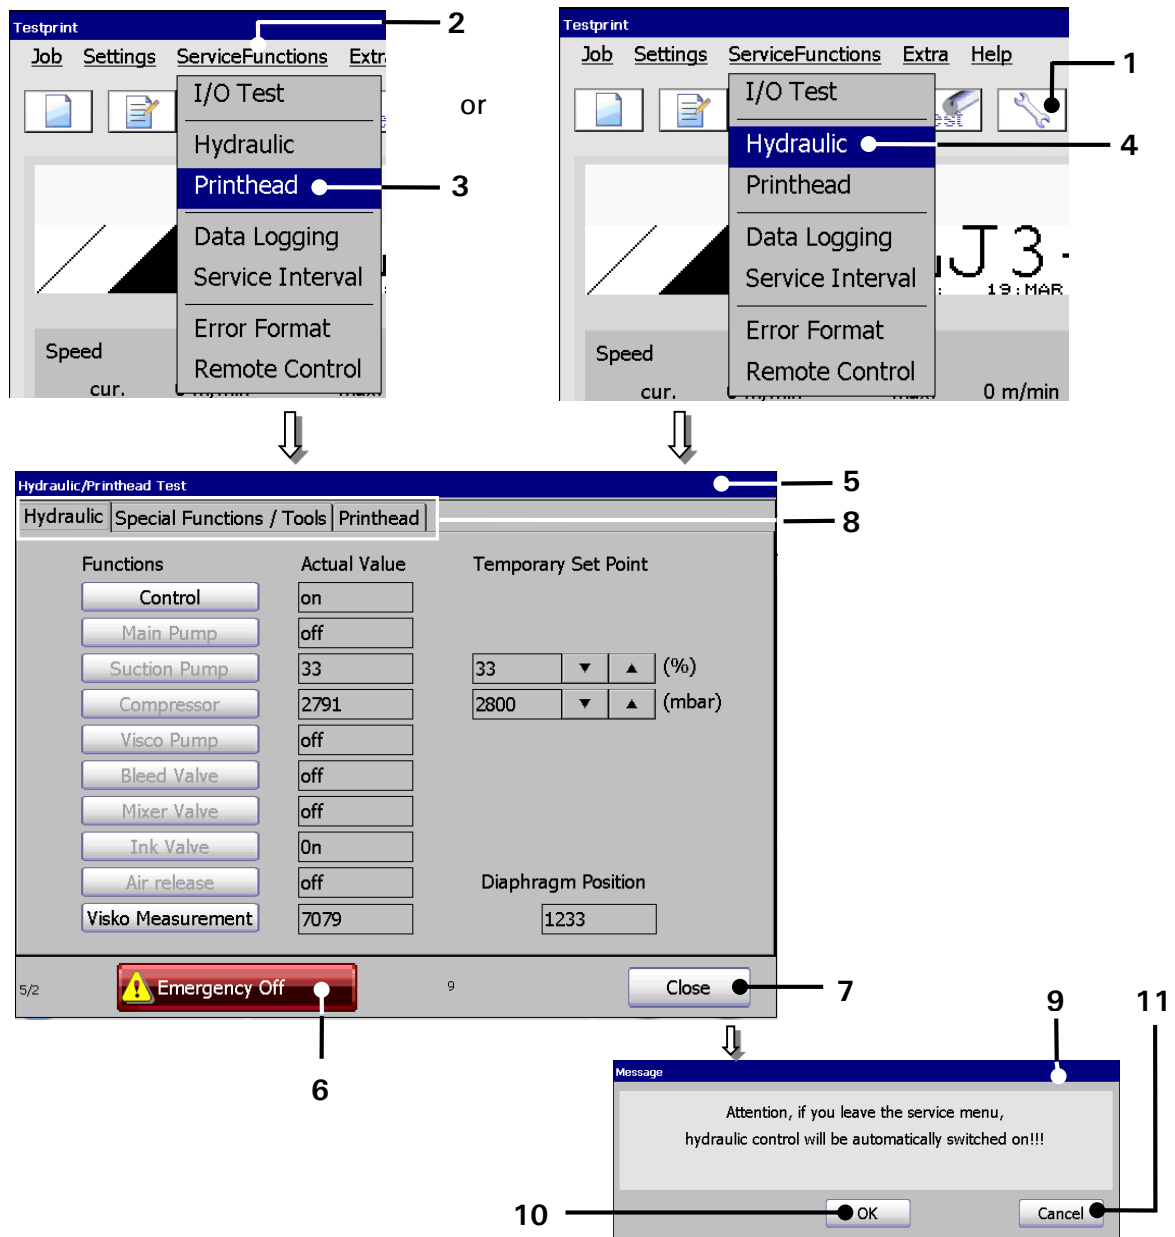 Testprint
2
Job Settings ServiceFunctions Extr
I/O Test
Hydraulic
Printhead
3
Data Logging
Service Interval
Error Format
Remote Control
Speed
cur.
or
Testprint
Job Settings ServiceFunctions Extra Help
1
I/O Test
Hydraulic
4
Printhead
Data Logging
J3-
Service Interval
19:MAR
Error Format
Remote Control
Speed
cur.
0 m/min
Hydraulic/Printhead Test
5
Hydraulic Special Functions / Tools Printhead
8
Functions Actual Value Temporary Set Point
Control on
Main Pump off
Suction Pump 33 33 ▼ ▲ (%)
Compressor 2791 2800 ▼ ▲ (mbar)
Visco Pump off
Bleed Valve off
Mixer Valve off
Ink Valve 0n
Air release off Diaphragm Position
Visko Measurement 7079 1233
5/2 Emergency Off 9 Close
7
6
9
11
Message
Attention, if you leave the service menu,
hydraulic control will be automatically switched on!!!
10
OK Cancel